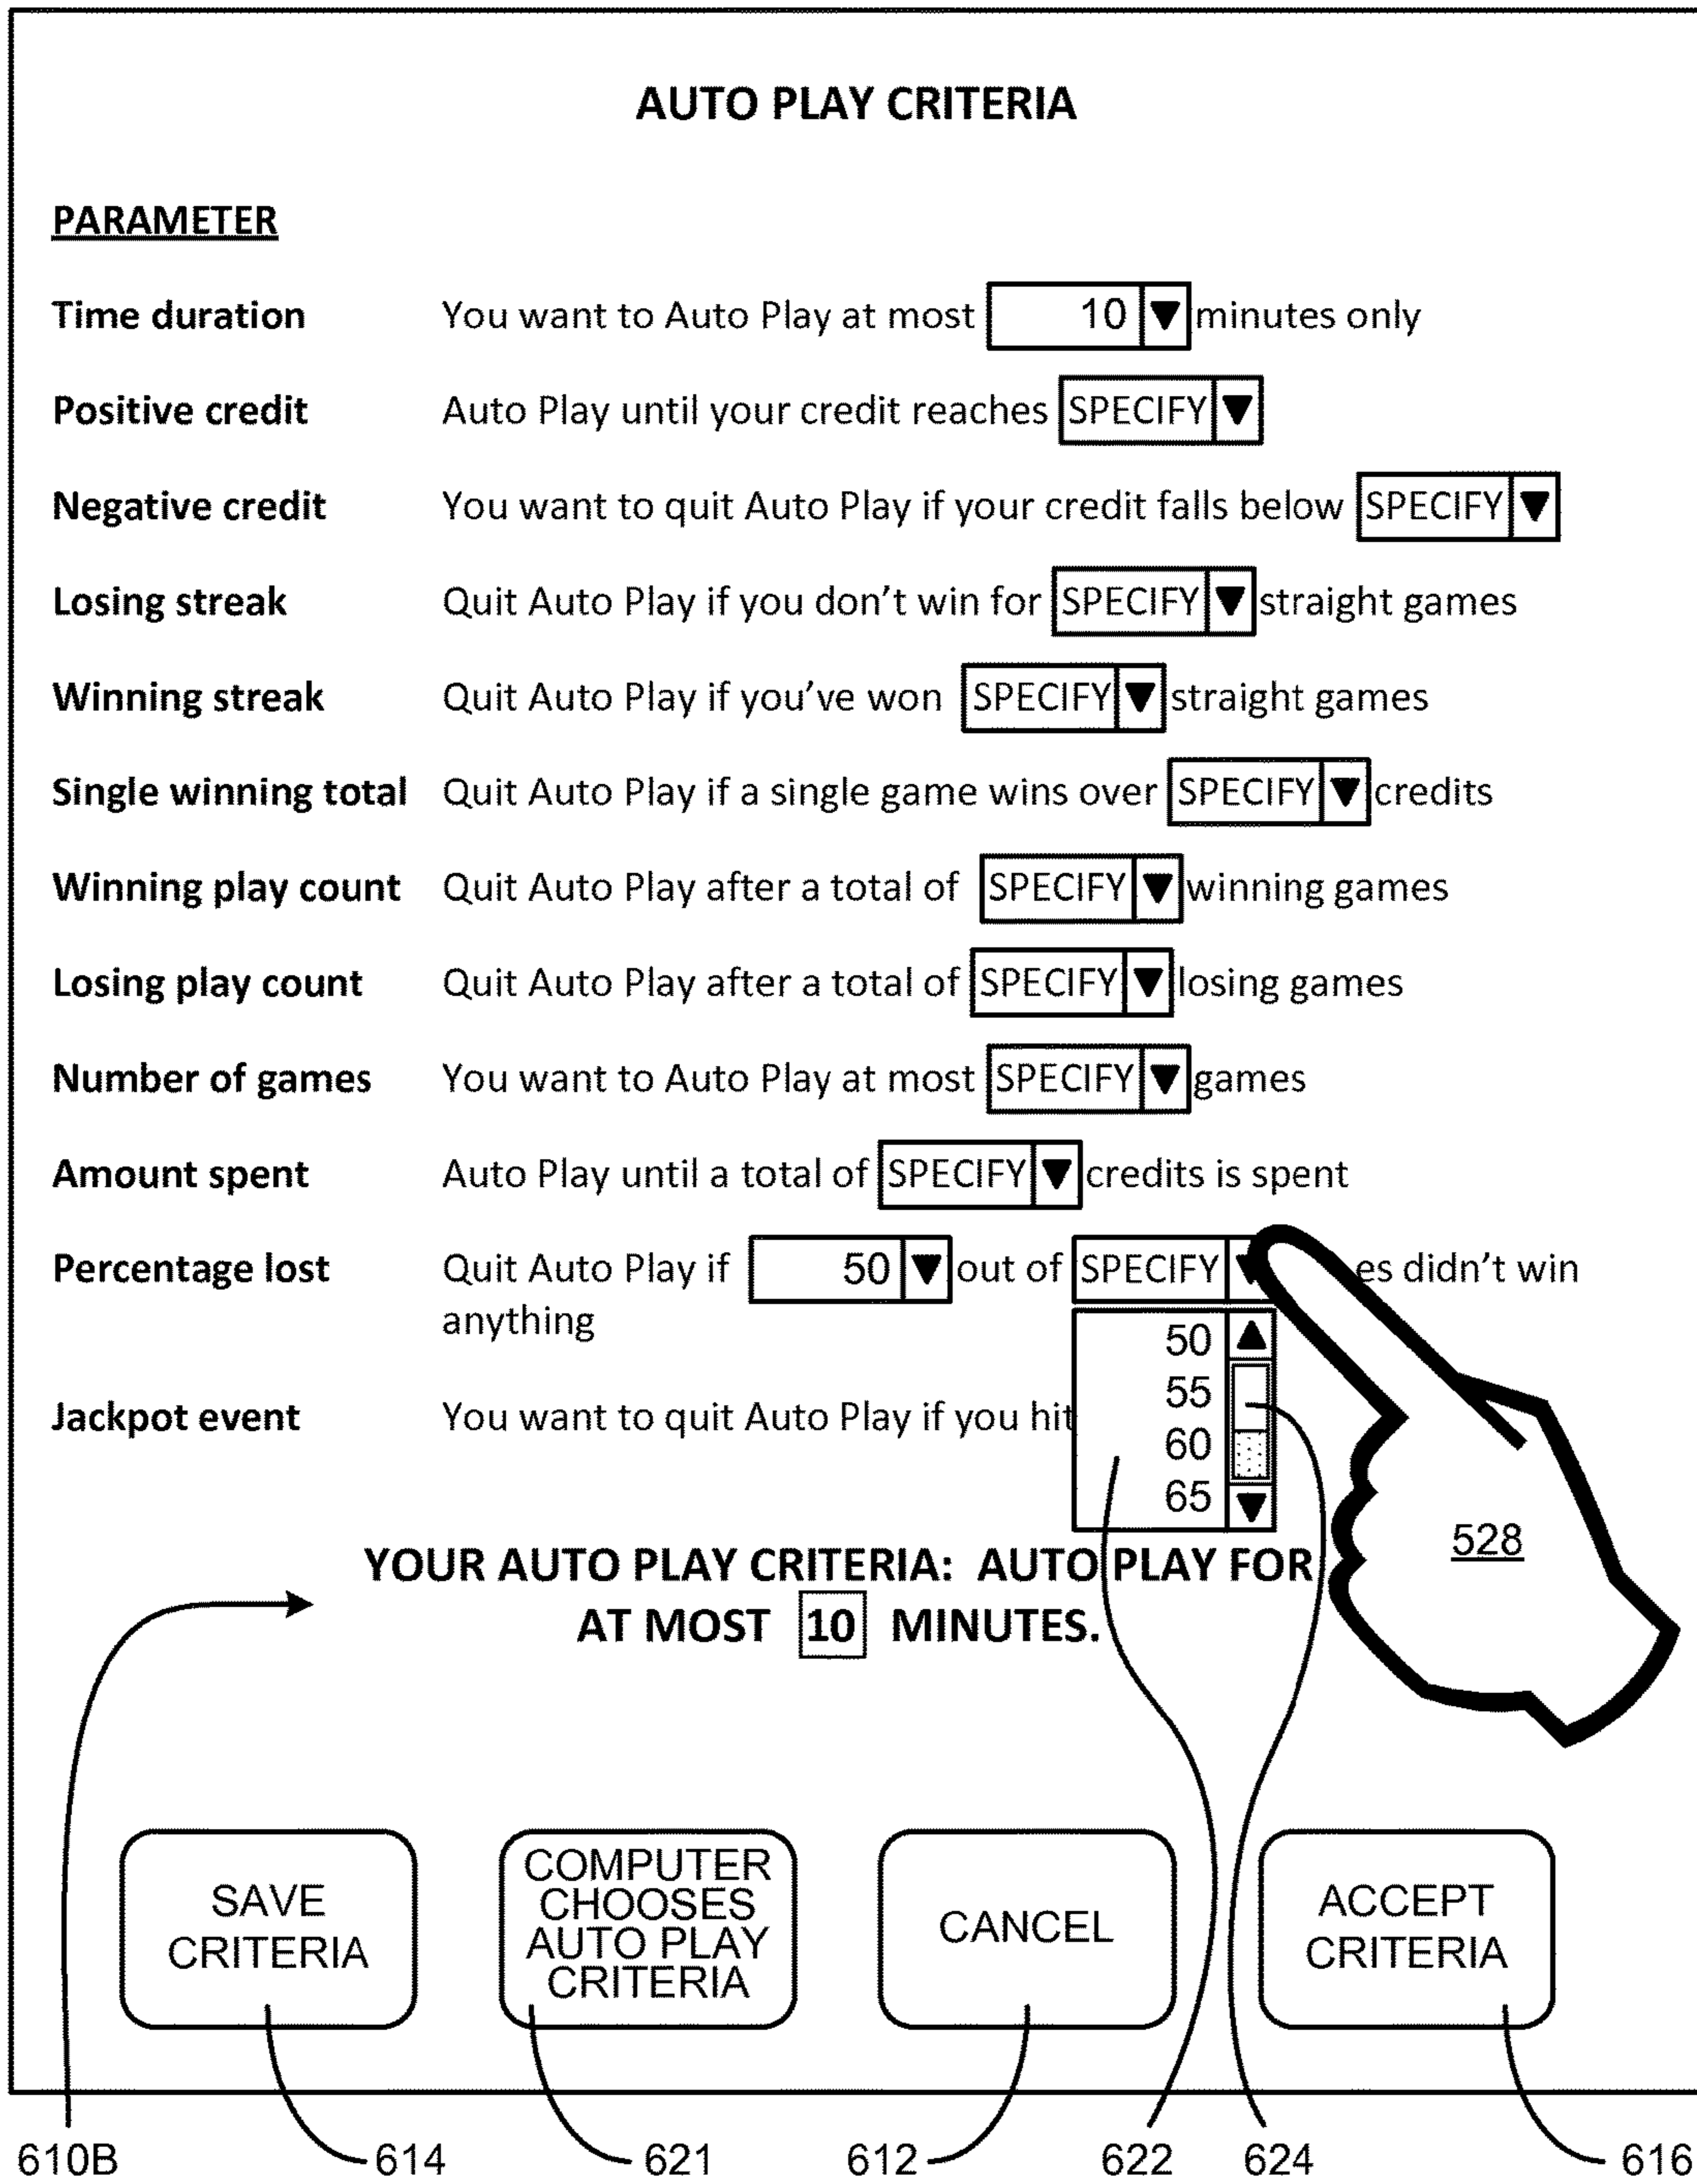 AUTO PLAY CRITERIA
PARAMETER
Time duration You want to Auto Play at most 10 ▼ minutes only
Positive credit Auto Play until your credit reaches SPECIFY ▼
Negative credit You want to quit Auto Play if your credit falls below SPECIFY ▼
Losing streak Quit Auto Play if you don't win for SPECIFY ▼ straight games
Winning streak Quit Auto Play if you've won SPECIFY ▼ straight games
Single winning total Quit Auto Play if a single game wins over SPECIFY ▼ credits
Winning play count Quit Auto Play after a total of SPECIFY ▼ winning games
Losing play count Quit Auto Play after a total of SPECIFY ▼ losing games
Number of games You want to Auto Play at most SPECIFY ▼ games
Amount spent Auto Play until a total of SPECIFY ▼ credits is spent
Percentage lost Quit Auto Play if 50 ▼ out of SPECIFY ▼ es didn't win
anything
50 ▲
55
Jackpot event You want to quit Auto Play if you hit
60
65 ▼
528
YOUR AUTO PLAY CRITERIA: AUTO PLAY FOR
AT MOST 10 MINUTES.
SAVE
CRITERIA
COMPUTER
CHOOSES
AUTO PLAY
CRITERIA
CANCEL
ACCEPT
CRITERIA
610B 614 621 612 622 624 616